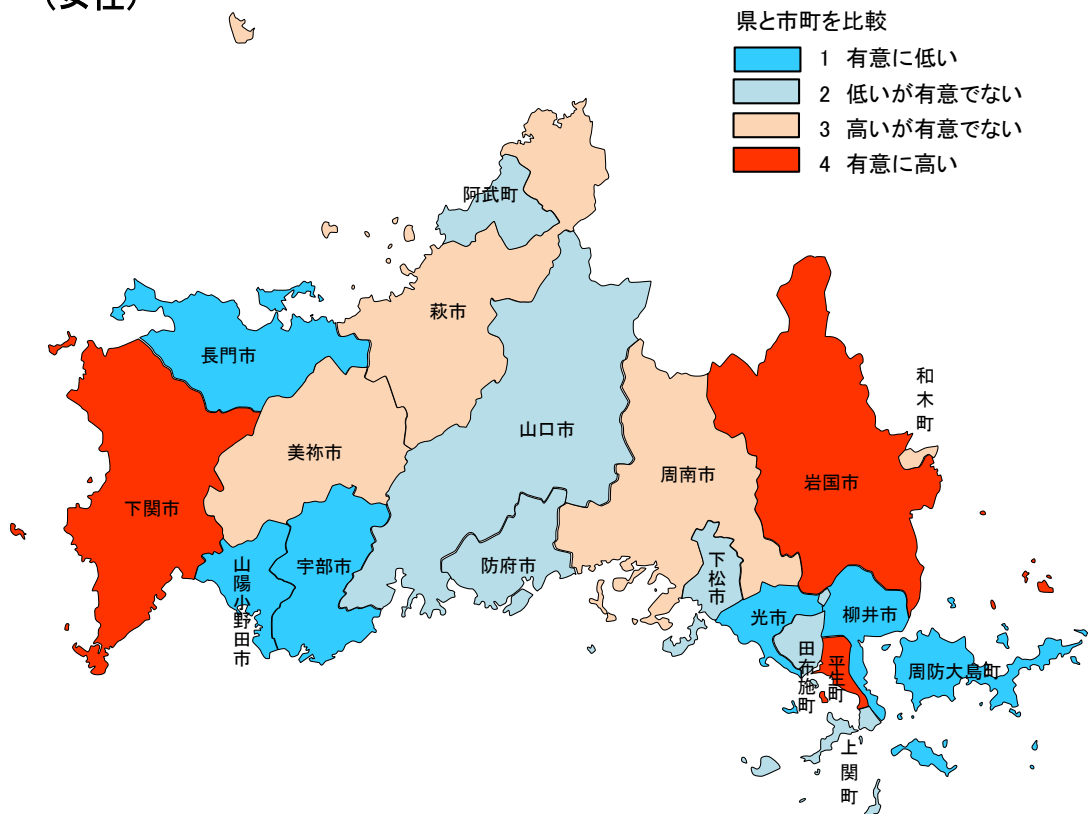 （女性）
県と市町を比較
1 有意に低い
2 低いが有意でない
3 高いが有意でない
4 有意に高い
阿武町
萩市
長門市
和木町
山口市
美祢市
周南市
岩国市
下関市
山陽小野田市
宇部市
防府市
下松市
光市
柳井市
田布施町
平生町
周防大島町
上関町